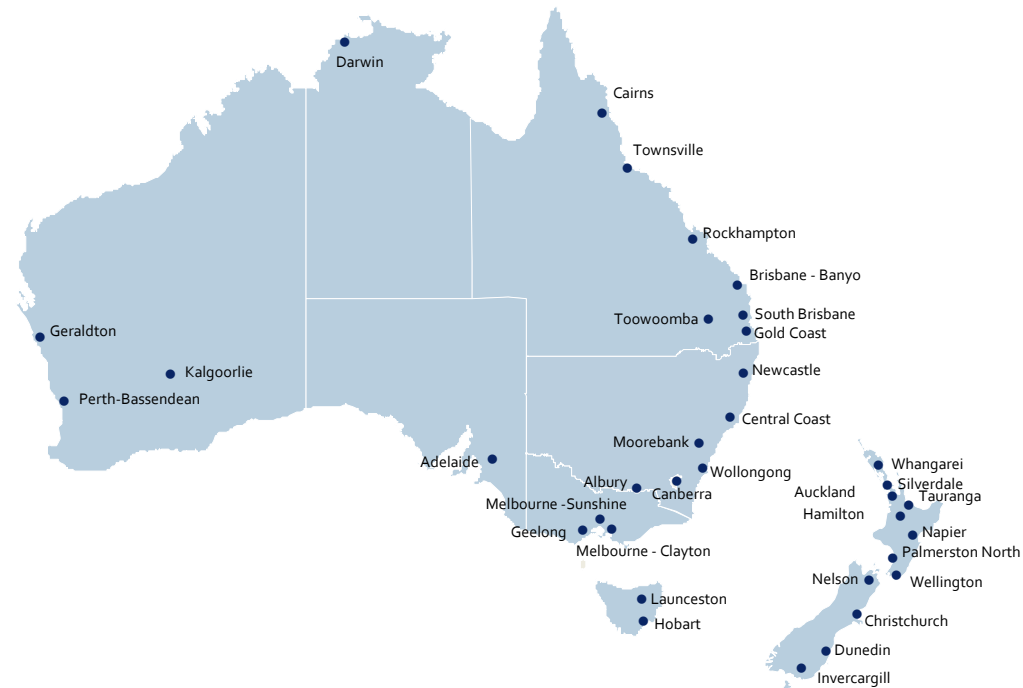 Darwin
Cairns
Townsville
Rockhampton
Brisbane - Banyo
South Brisbane
Toowoomba
Gold Coast
Geraldton
Newcastle
Kalgoorlie
Perth-Bassendean
Central Coast
Moorebank
Adelaide
Wollongong
Albury
Canberra
Melbourne -Sunshine
Geelong
Melbourne - Clayton
Launceston
Hobart
Whangarei
Silverdale
Auckland
Tauranga
Hamilton
Napier
Palmerston North
Nelson
Wellington
Christchurch
Dunedin
Invercargill